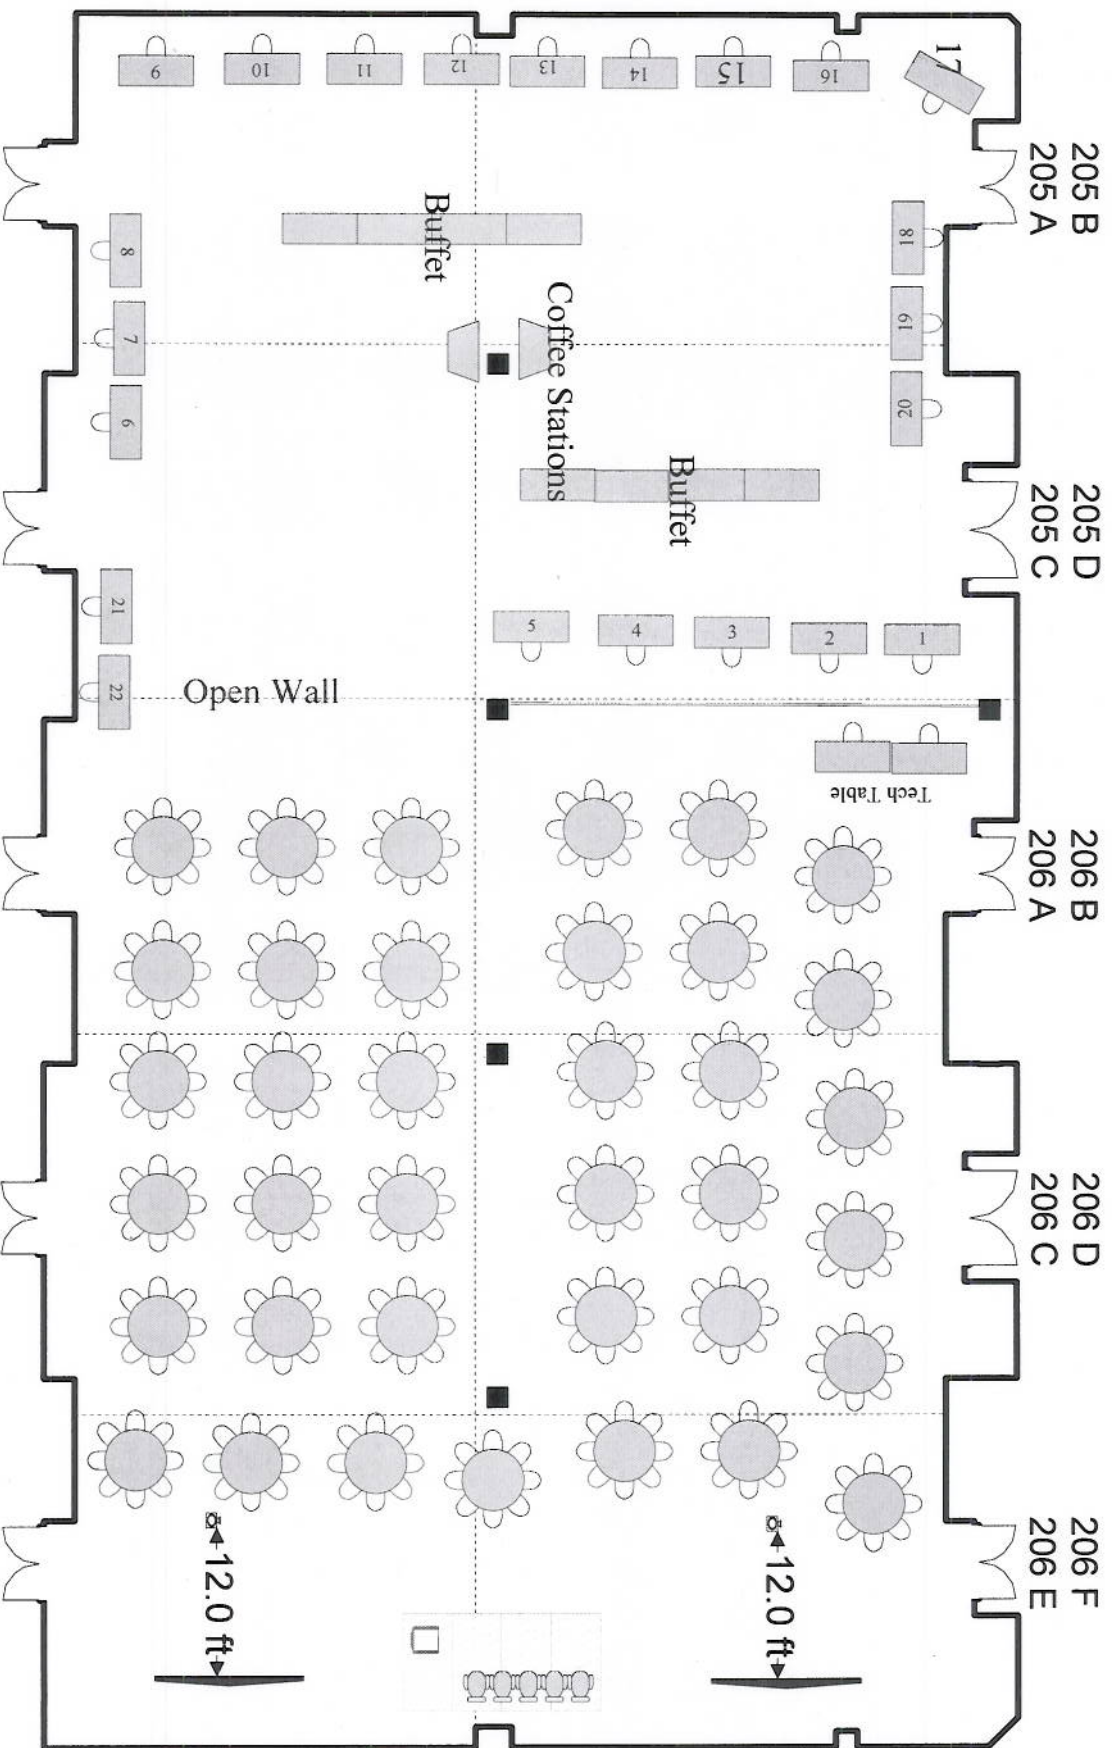 9
10
11
12
13
14
15
16
17
205 B
205 A
8
7
6
Buffet
Coffee Stations
18
19
20
Buffet
205 D
205 C
21
22
5
4
3
2
1
Open Wall
Tech Table
206 B
206 A
206 D
206 C
206 F
206 E
12.0 ft
12.0 ft